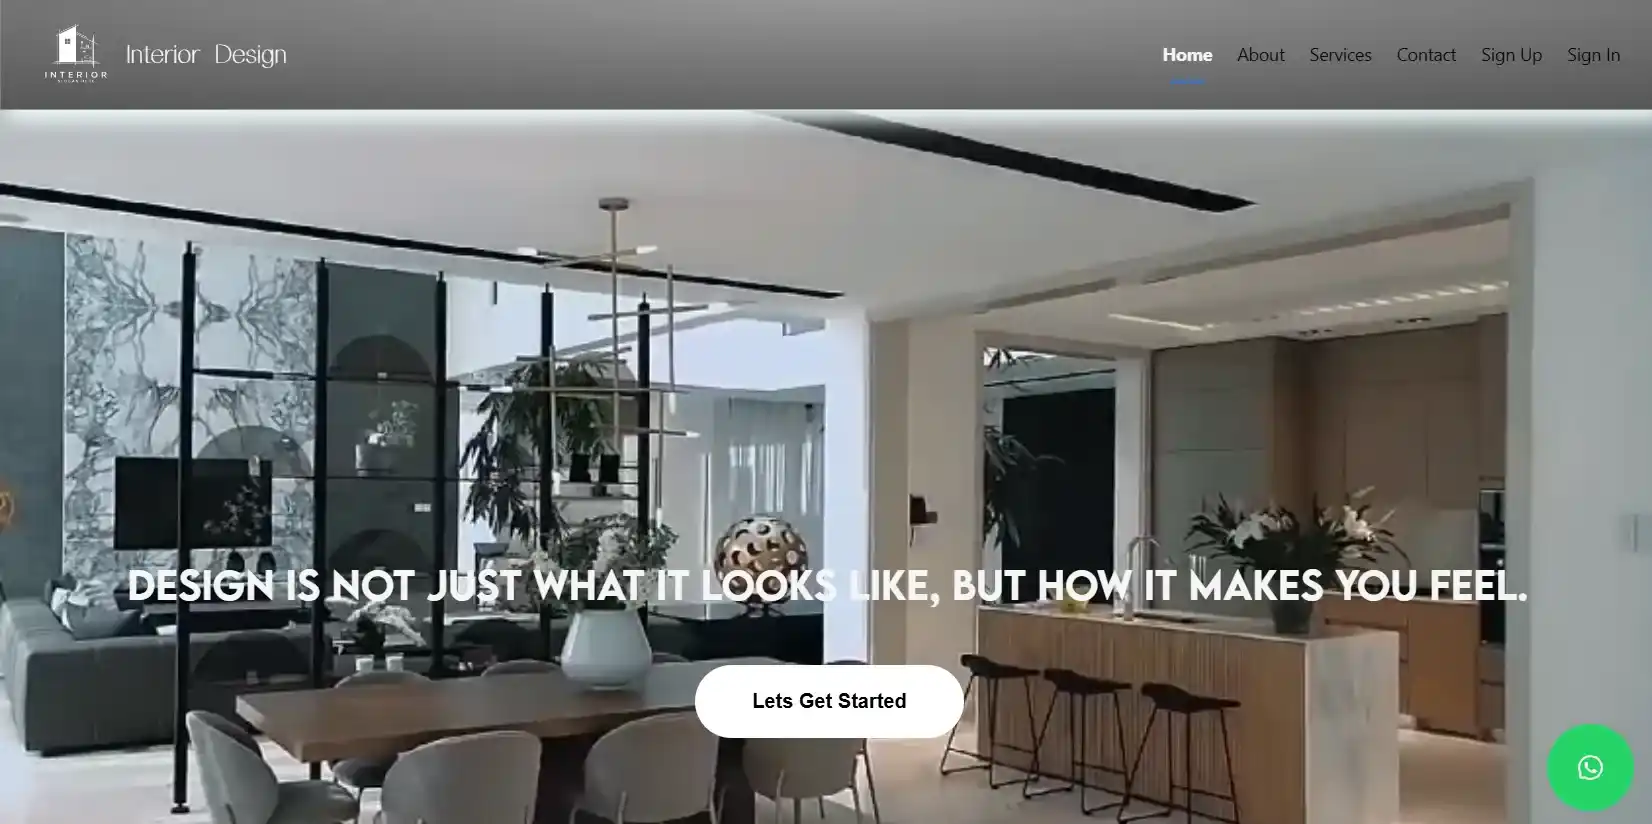 INTERIOR
Interior Design
Home About Services Contact Sign Up Sign In
DESIGN IS NOT JUST WHAT IT LOOKS LIKE, BUT HOW IT MAKES YOU FEEL.
Lets Get Started